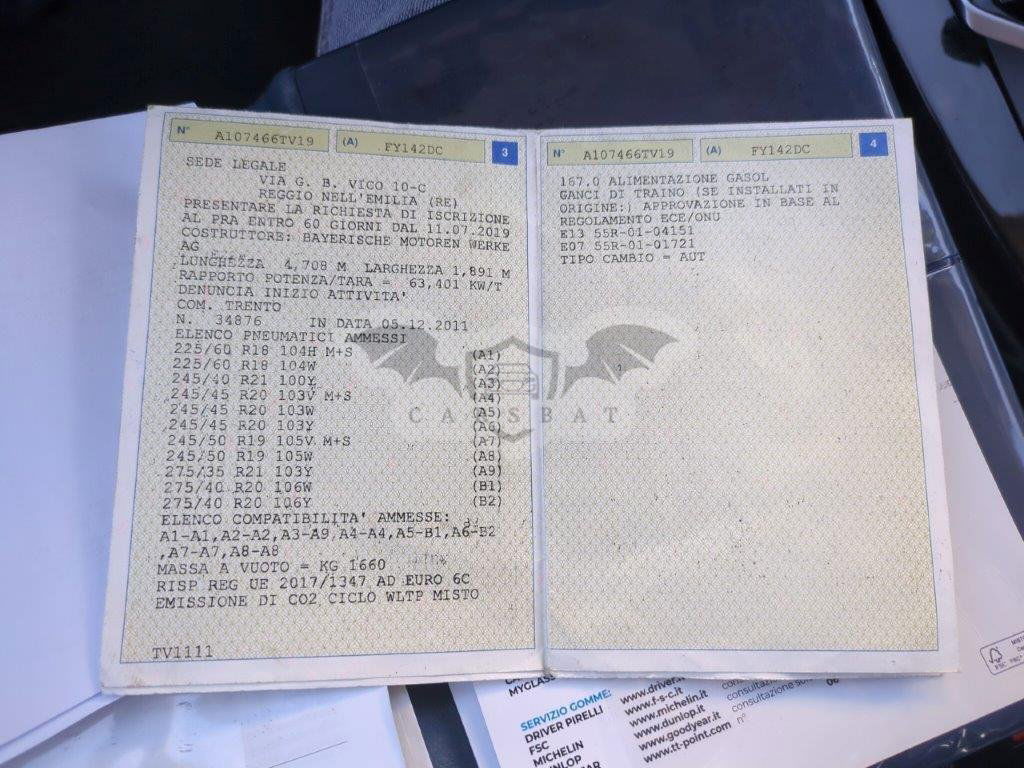 N° A107466TV19 (A) FY142DC 3
SEDE LEGALE
VIA G. B. VICO 10-C
REGGIO NELL'EMILIA (RE)
PRESENTARE LA RICHIESTA DI ISCRIZIONE
AL PRA ENTRO 60 GIORNI DAL 11.07.2019
COSTRUTTORE: BAYERISCHE MOTOREN WERKE
AG
LUNGHEZZA 4,708 M LARGHEZZA 1,891 M
RAPPORTO POTENZA/TARA = 63,401 KW/T
DENUNCIA INIZIO ATTIVITA'
COM. TRENTO
N. 34876 IN DATA 05.12.2011
ELENCO PNEUMATICI AMMESSI
225/60 R18 104H M+S (A1)
225/60 R18 104W (A2)
245/40 R21 100Y (A3)
245/45 R20 103V M+S (A4)
245/45 R20 103W (A5)
245/45 R20 103Y (A6)
245/50 R19 105V M+S (A7)
245/50 R19 105W (A8)
275/35 R21 103Y (A9)
275/40 R20 106W (B1)
275/40 R20 106Y (B2)
ELENCO COMPATIBILITA' AMMESSE:
A1-A1,A2-A2,A3-A9,A4-A4,A5-B1,A6-B2
,A7-A7,A8-A8
MASSA A VUOTO = KG 1660
RISP REG UE 2017/1347 AD EURO 6C
EMISSIONE DI CO2 CICLO WLTP MISTO
TV1111
N° A107466TV19 (A) FY142DC 4
167.0 ALIMENTAZIONE GASOL
GANCI DI TRAINO (SE INSTALLATI IN
ORIGINE:) APPROVAZIONE IN BASE AL
REGOLAMENTO ECE/ONU
E13 55R-01-04151
E07 55R-01-01721
TIPO CAMBIO = AUT
CARSBAT
MYGLASS
SERVIZIO GOMME:
DRIVER PIRELLI
FSC
MICHELIN
www.driver.it
www.f-s-c.it
www.michelin.it
www.dunlop.it
www.goodyear.it
www.tt-point.com
consultazione
consultazione
n°
FSC